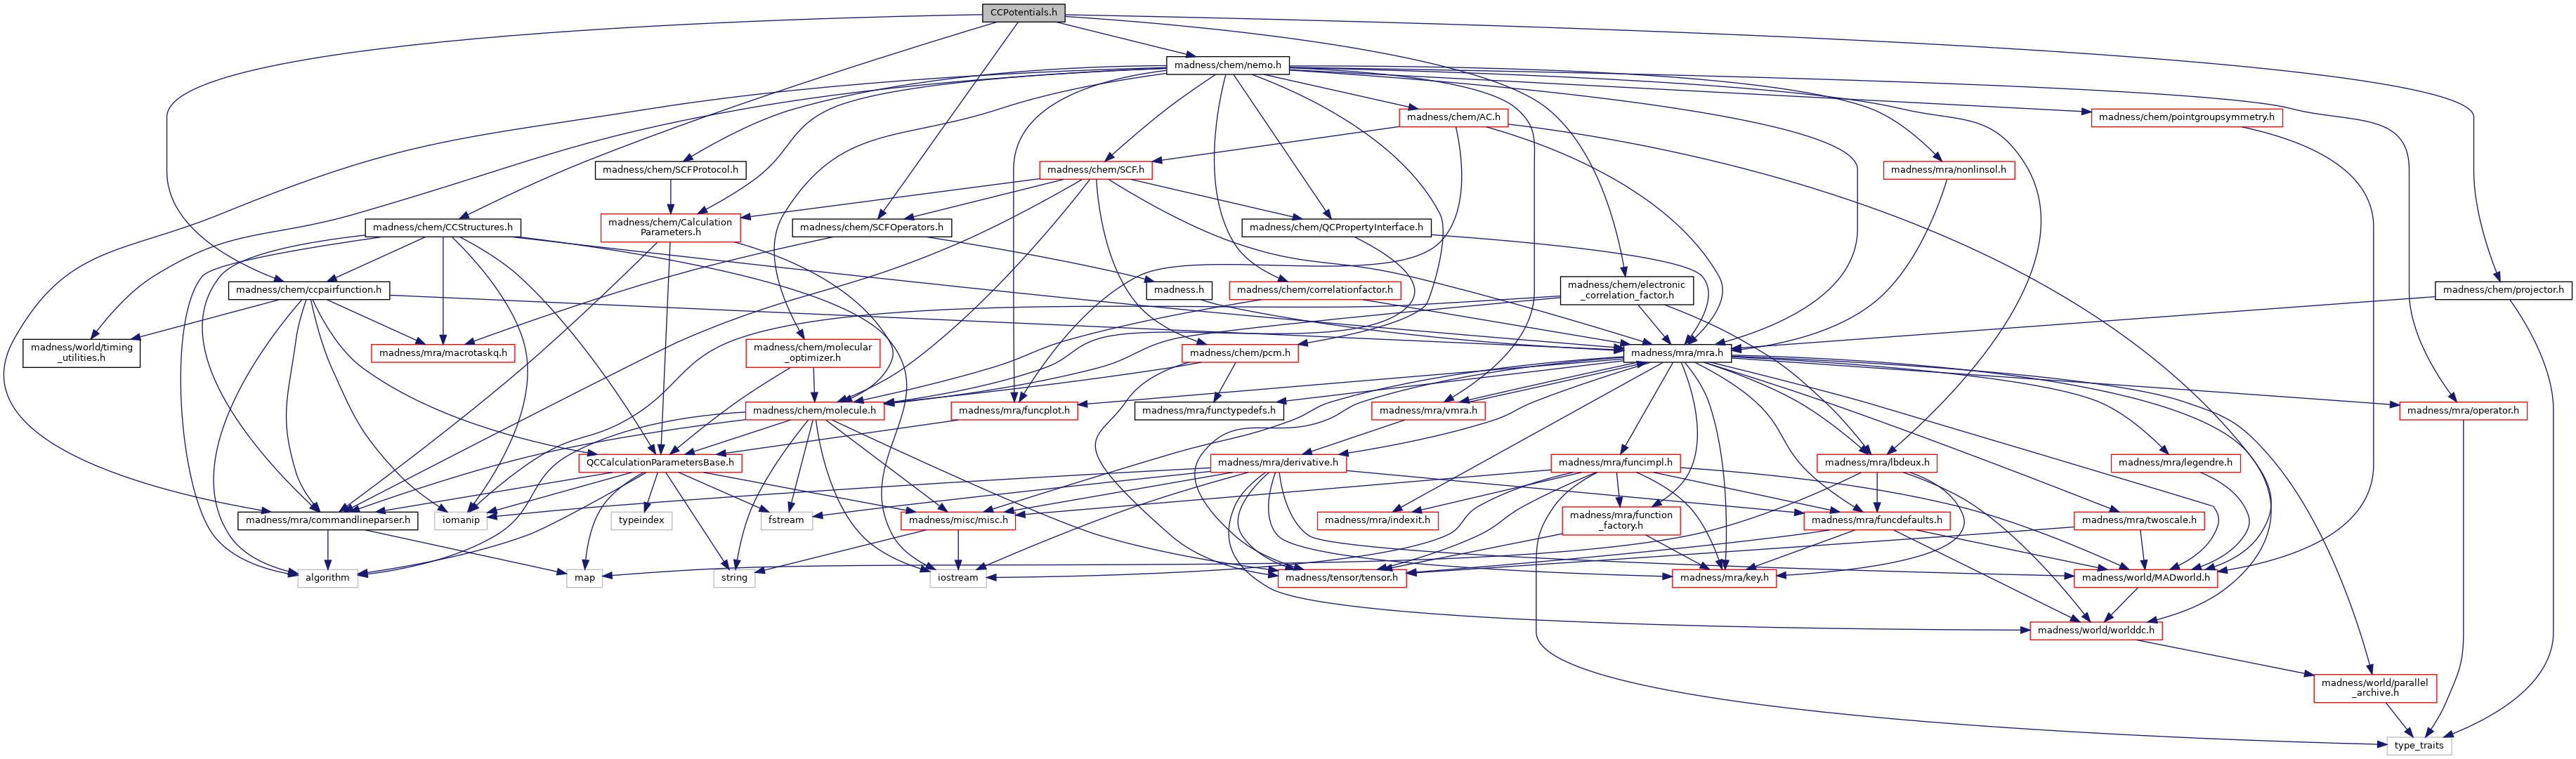 CCPotentials.h
madness/chem/nemo.h
madness/chem/AC.h
madness/chem/pointgroupsymmetry.h
madness/chem/SCFProtocol.h
madness/chem/SCF.h
madness/mra/nonlinsol.h
madness/chem/CCStructures.h
madness/chem/Calculation
Parameters.h
madness/chem/SCFOperators.h
madness/chem/QCPropertyInterface.h
madness/chem/ccpairfunction.h
madness.h
madness/chem/correlationfactor.h
madness/chem/electronic
_correlation_factor.h
madness/chem/projector.h
madness/world/timing
_utilities.h
madness/mra/macrotaskq.h
madness/chem/molecular
_optimizer.h
madness/chem/pcm.h
madness/mra/mra.h
madness/chem/molecule.h
madness/mra/funcplot.h
madness/mra/functypedefs.h
madness/mra/vmra.h
madness/mra/operator.h
QCCalculationParametersBase.h
madness/mra/derivative.h
madness/mra/funcimpl.h
madness/mra/lbdeux.h
madness/mra/legendre.h
madness/mra/commandlineparser.h
iomanip
typeindex
fstream
madness/misc/misc.h
madness/mra/indexit.h
madness/mra/function
_factory.h
madness/mra/funcdefaults.h
madness/mra/twoscale.h
algorithm
map
string
iostream
madness/tensor/tensor.h
madness/mra/key.h
madness/world/MADworld.h
madness/world/worlddc.h
madness/world/parallel
_archive.h
type_traits